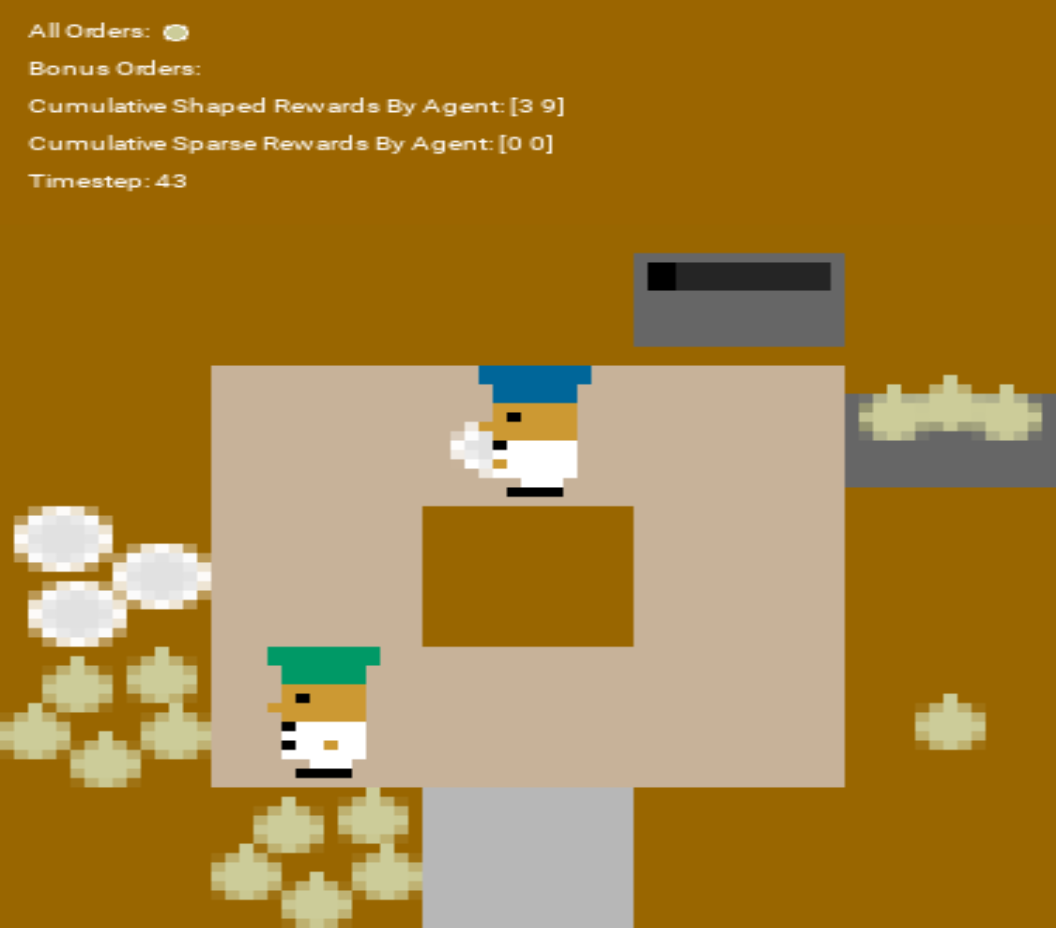 All Orders:
Bonus Orders:
Cumulative Shaped Rewards By Agent: [3 9]
Cumulative Sparse Rewards By Agent: [0 0]
Timestep: 43